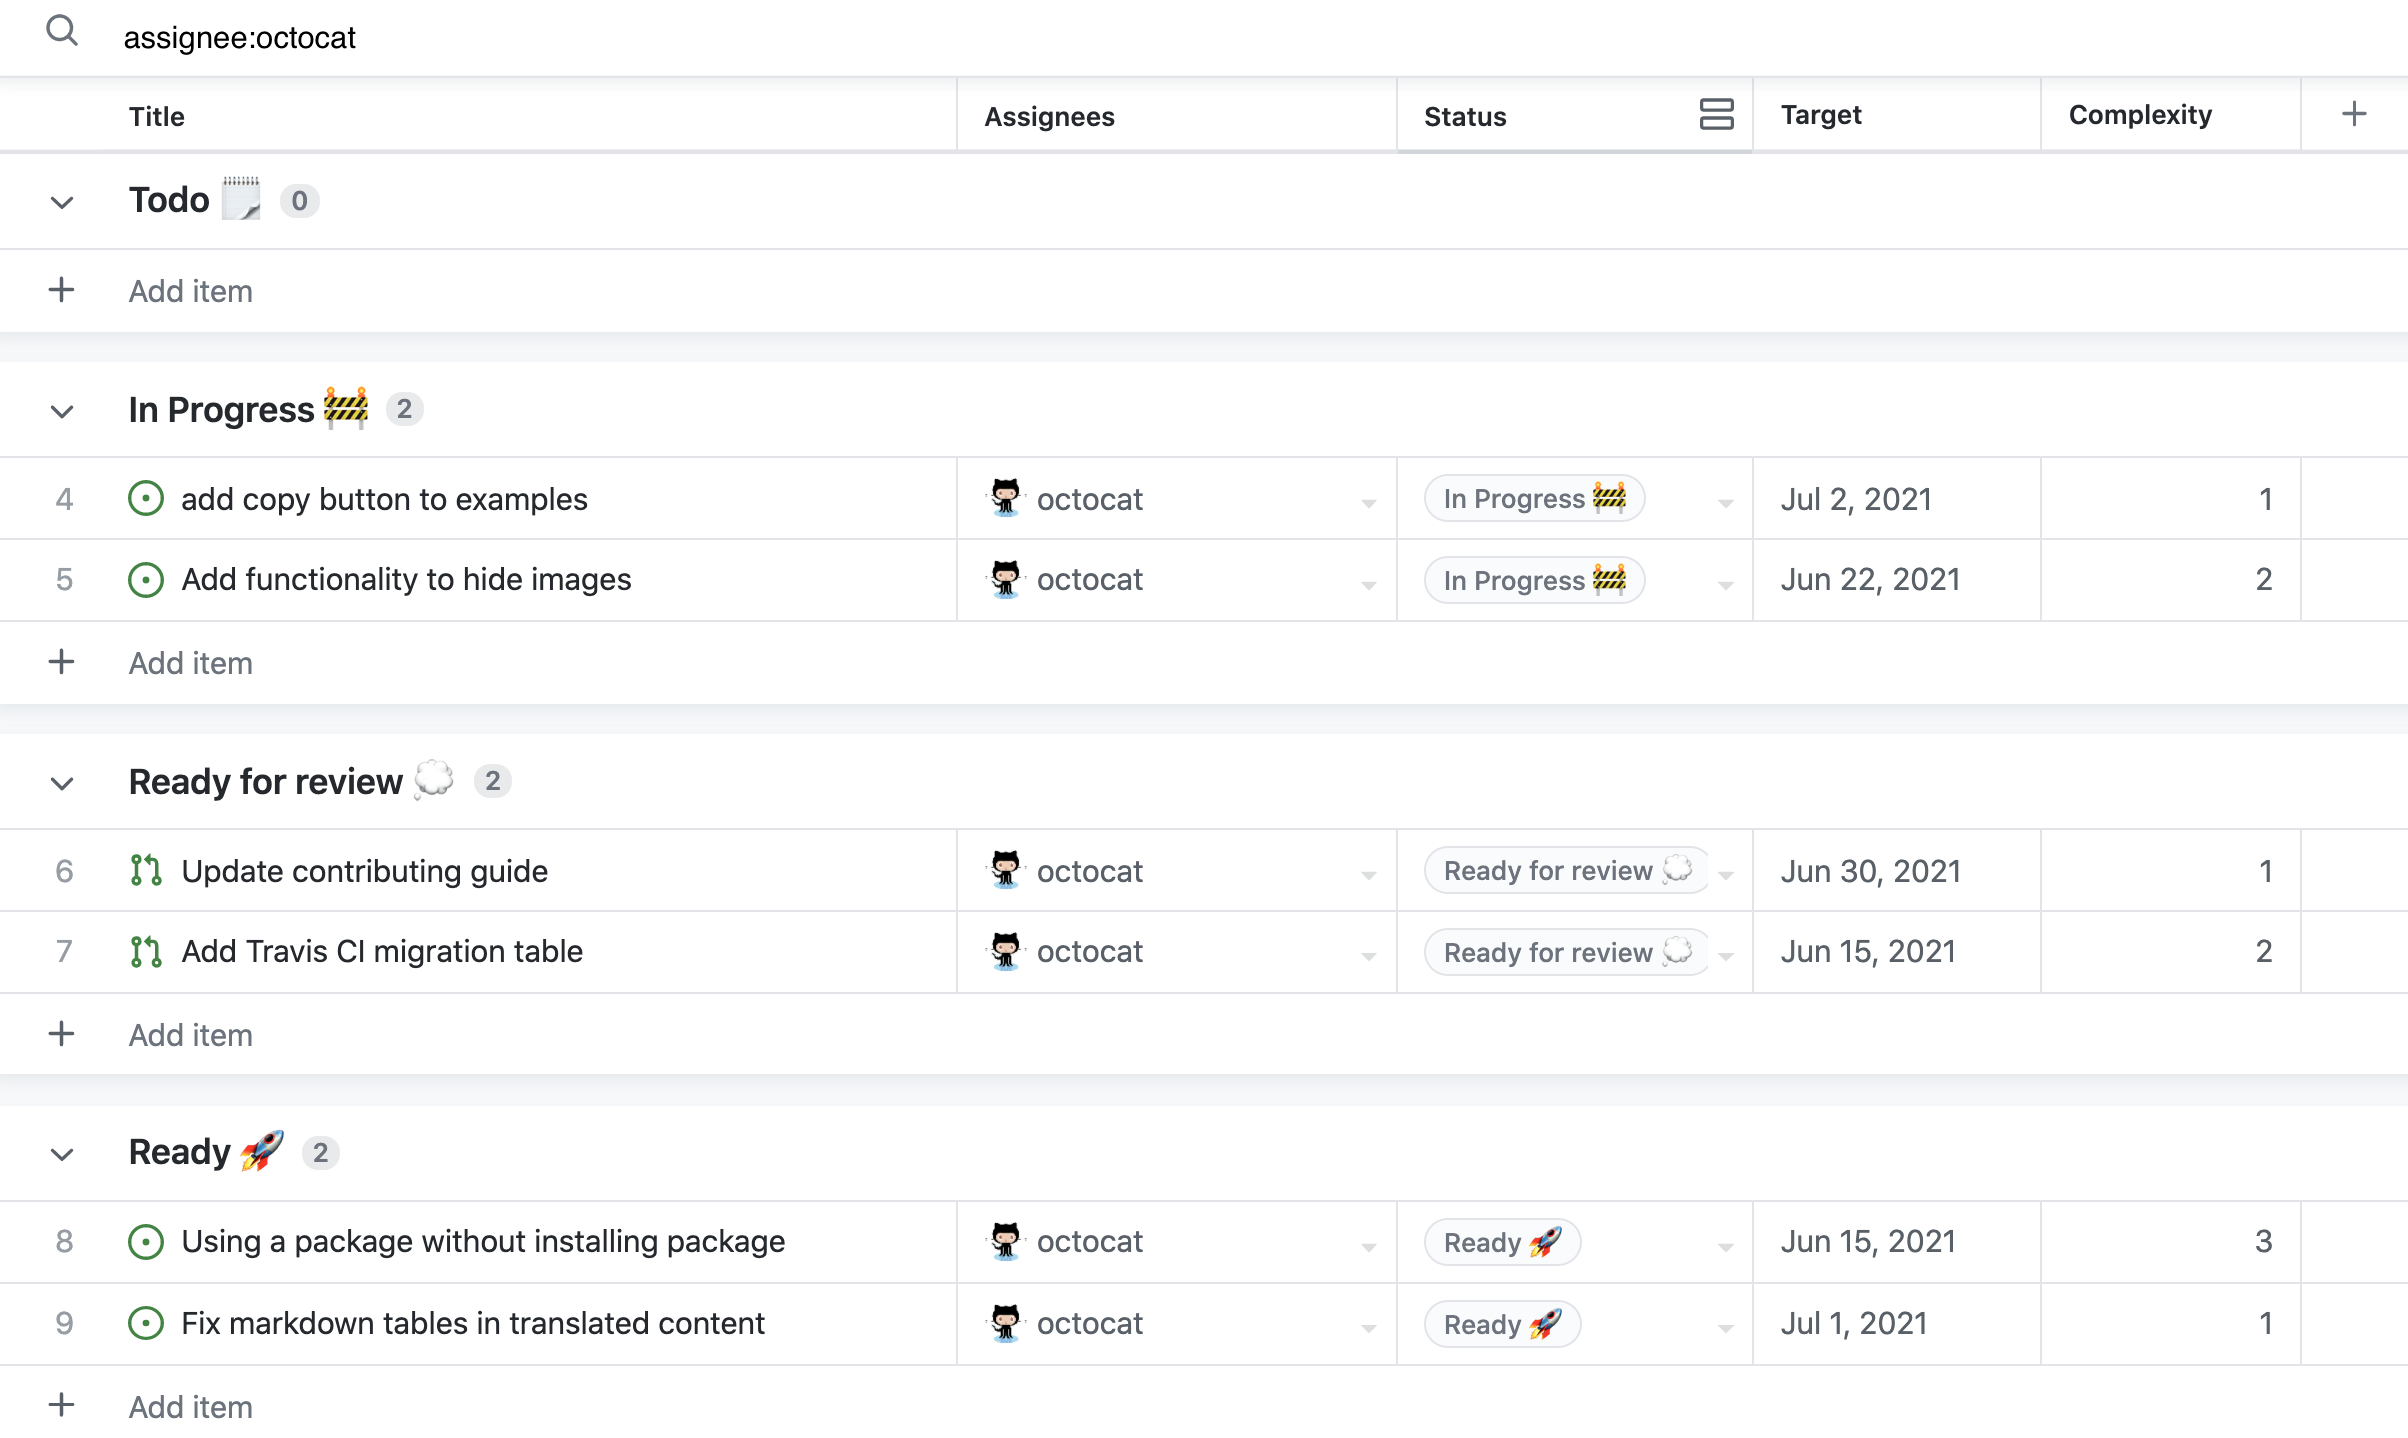 assignee:octocat
Title Assignees Status Target Complexity
Todo 0
Add item
In Progress 🚧 2
4 add copy button to examples octocat In Progress 🚧 Jul 2, 2021 1
5 Add functionality to hide images octocat In Progress 🚧 Jun 22, 2021 2
Add item
Ready for review 💭 2
6 Update contributing guide octocat Ready for review 💭 Jun 30, 2021 1
7 Add Travis CI migration table octocat Ready for review 💭 Jun 15, 2021 2
Add item
Ready 🚀 2
8 Using a package without installing package octocat Ready 🚀 Jun 15, 2021 3
9 Fix markdown tables in translated content octocat Ready 🚀 Jul 1, 2021 1
Add item